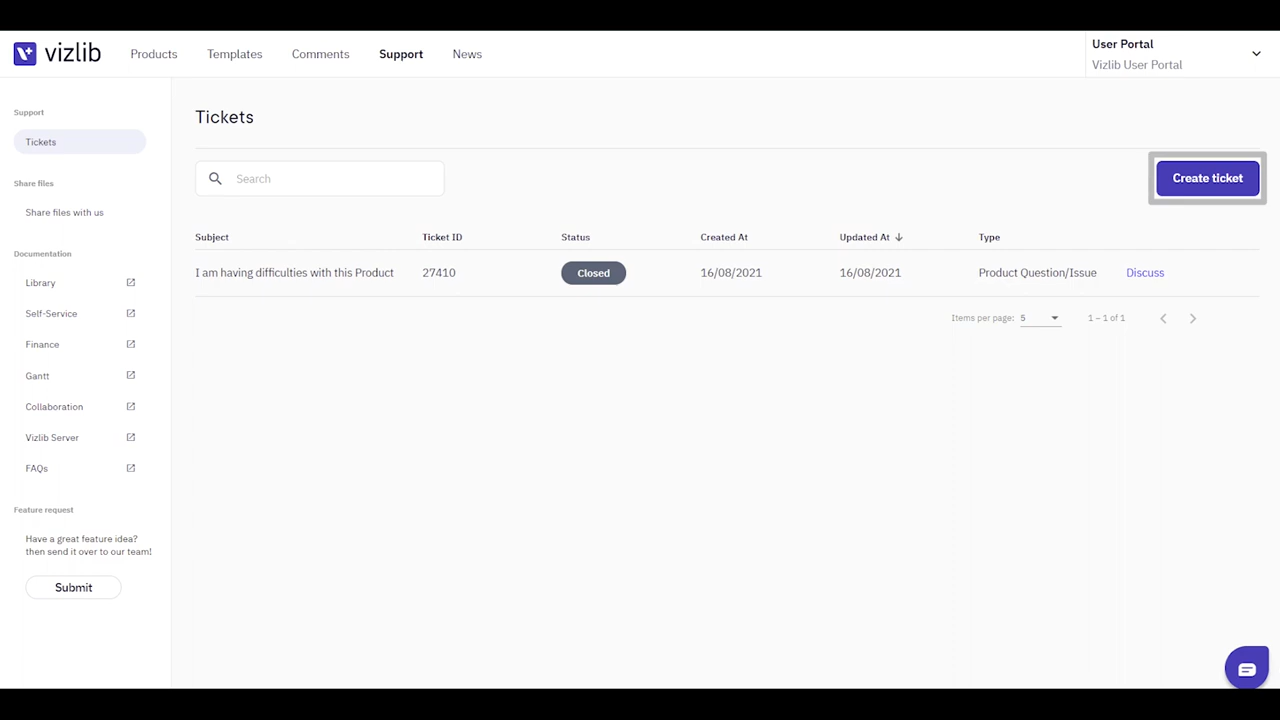 vizlib Products Templates Comments Support News
User Portal
Vizlib User Portal
Support
Tickets
Share files
Share files with us
Documentation
Library
Self-Service
Finance
Gantt
Collaboration
Vizlib Server
FAQs
Feature request
Have a great feature idea?
then send it over to our team!
Submit
Tickets
Search
Create ticket
Subject Ticket ID Status Created At Updated At Type
I am having difficulties with this Product 27410 Closed 16/08/2021 16/08/2021 Product Question/Issue Discuss
Items per page: 5 1 – 1 of 1